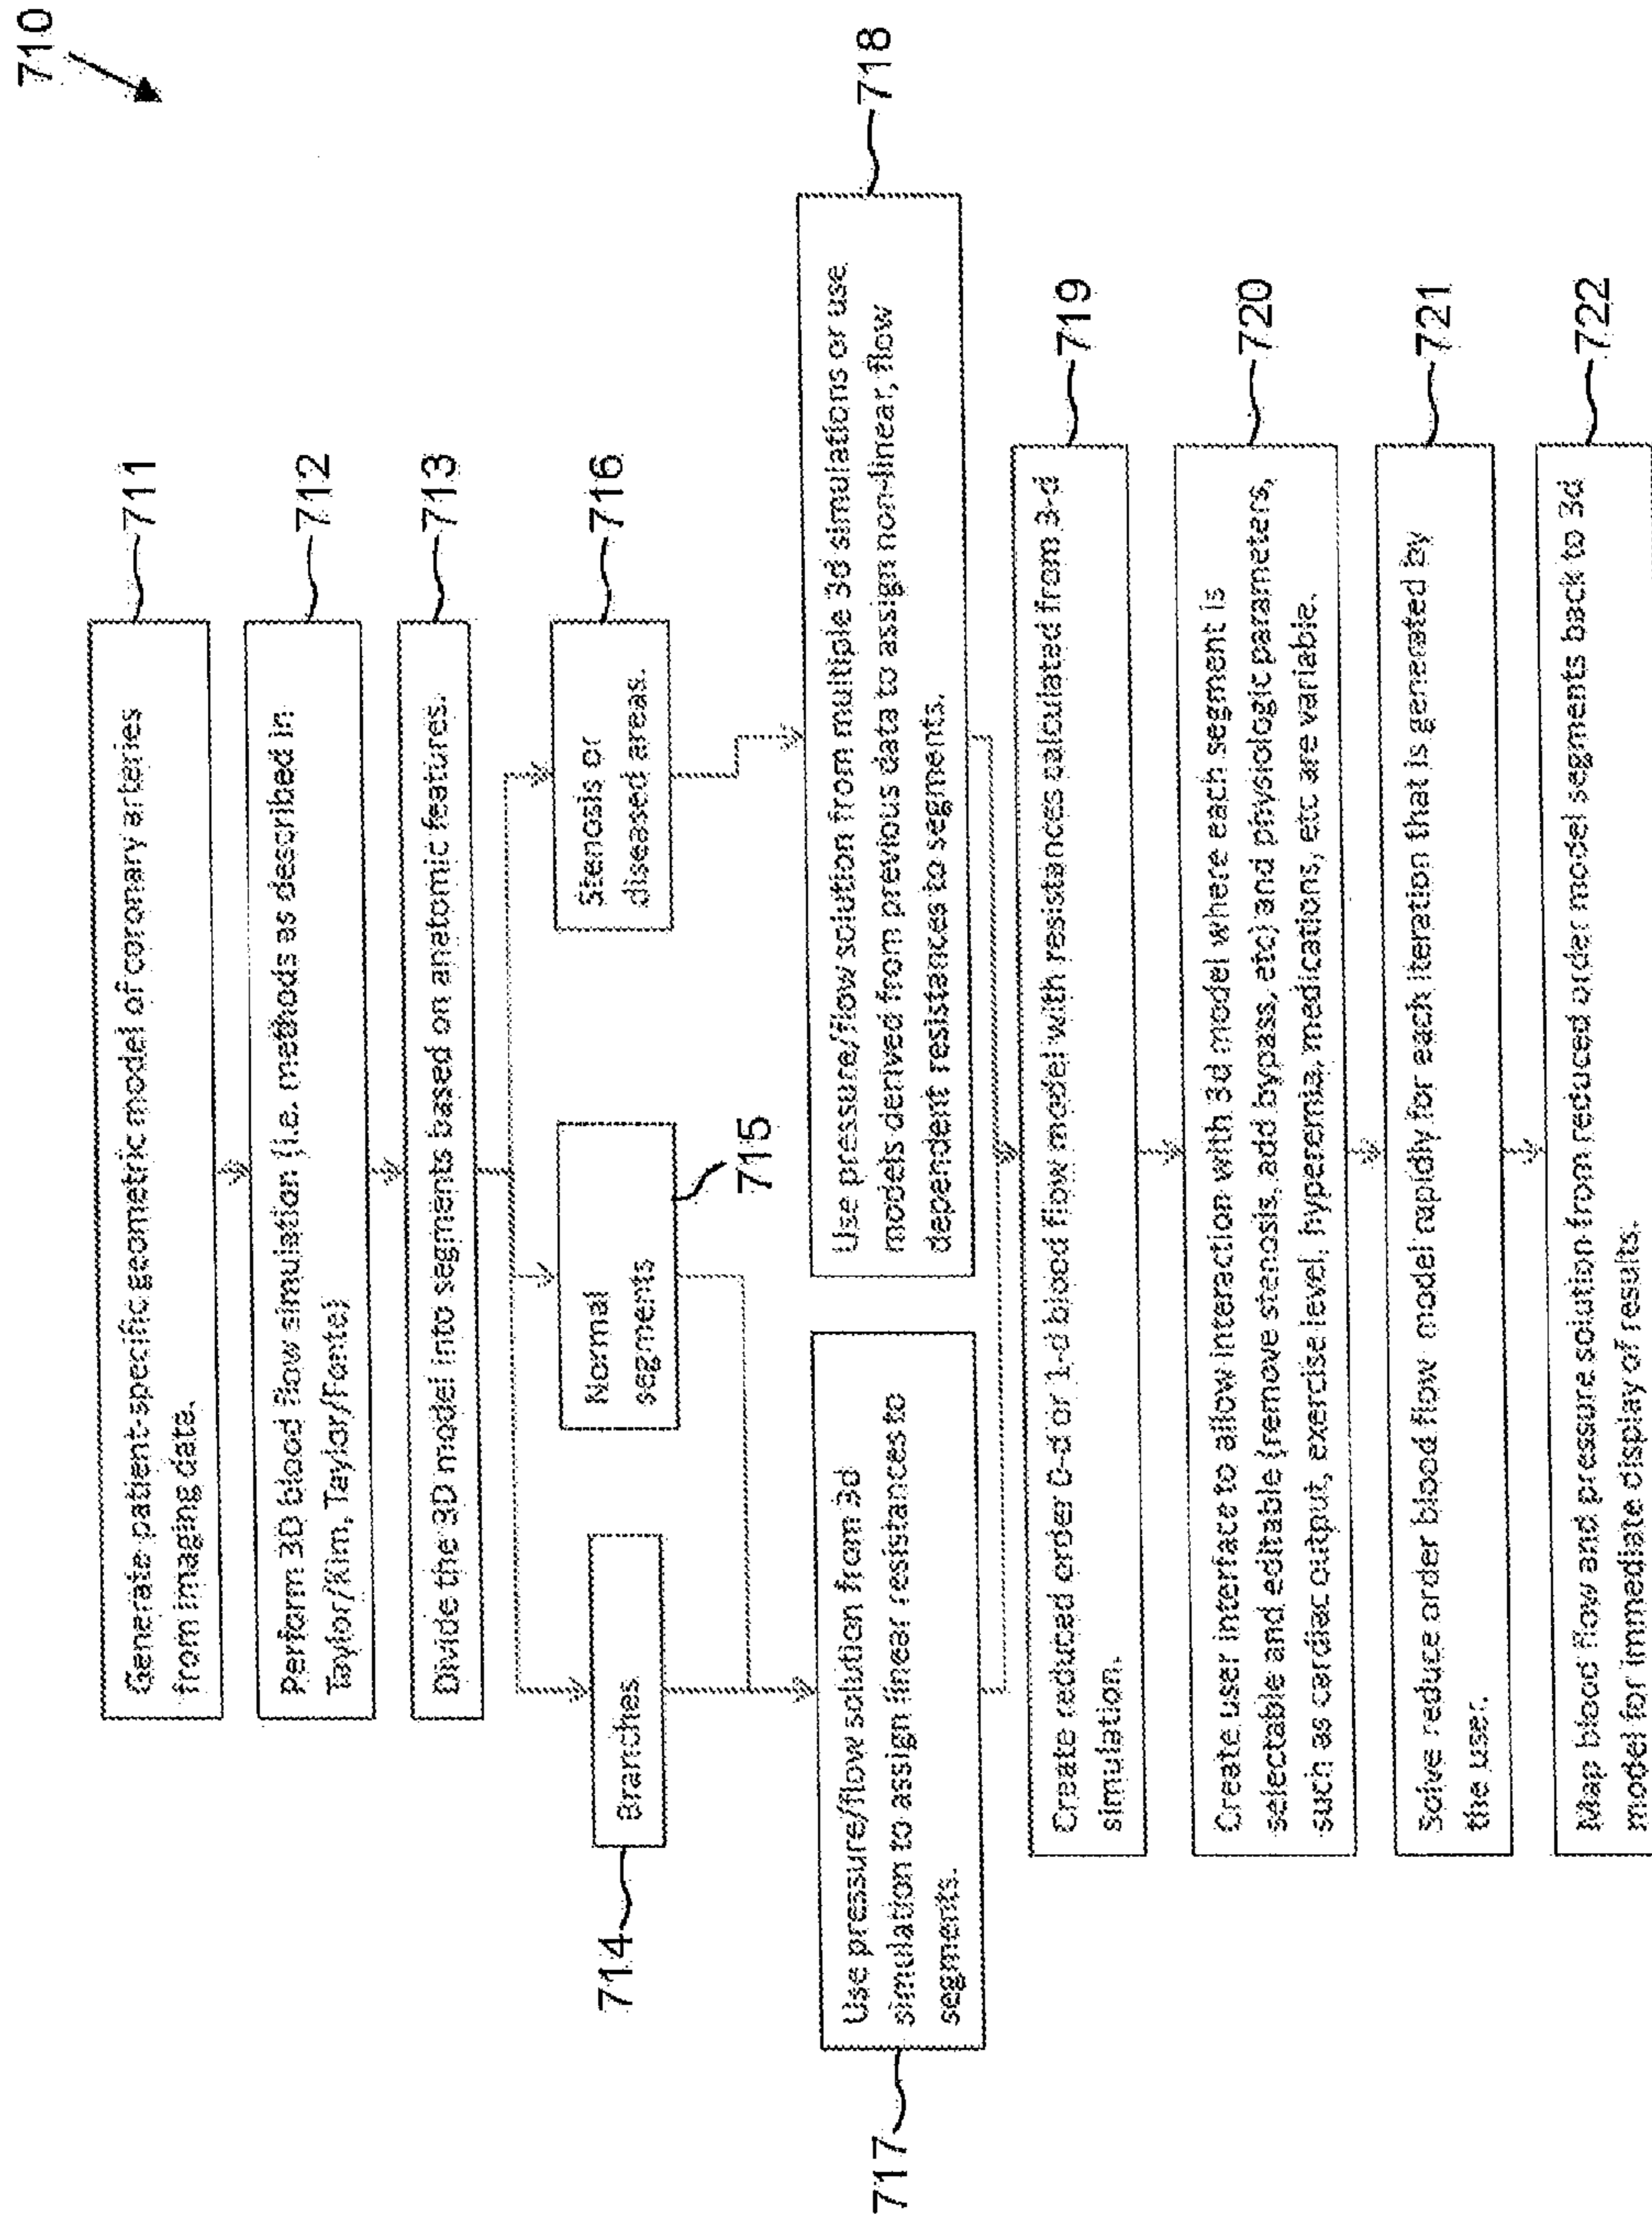 710
Generate patient-specific geometric model of coronary arteries
from imaging data.
711
Perform 3D blood flow simulation (i.e. methods as described in
Taylor/Kim, Taylor/Fonte)
712
Divide the 3D model into segments based on anatomic features.
713
Branches
714
Normal
segments
715
Stenosis or
diseased areas.
716
Use pressure/flow solution from 3d
simulation to assign linear resistances to
segments.
717
Use pressure/flow solution from multiple 3d simulations or use
models derived from previous data to assign non-linear, flow
dependent resistances to segments.
718
Create reduced order 0-d or 1-d blood flow model with resistances calculated from 3-d
simulation.
719
Create user interface to allow interaction with 3d model where each segment is
selectable and editable (remove stenosis, add bypass, etc) and physiologic parameters,
such as cardiac output, exercise level, hyperemia, medications, etc are variable.
720
Solve reduce order blood flow model rapidly for each iteration that is generated by
the user.
721
Map blood flow and pressure solution from reduced order model segments back to 3d
model for immediate display of results.
722